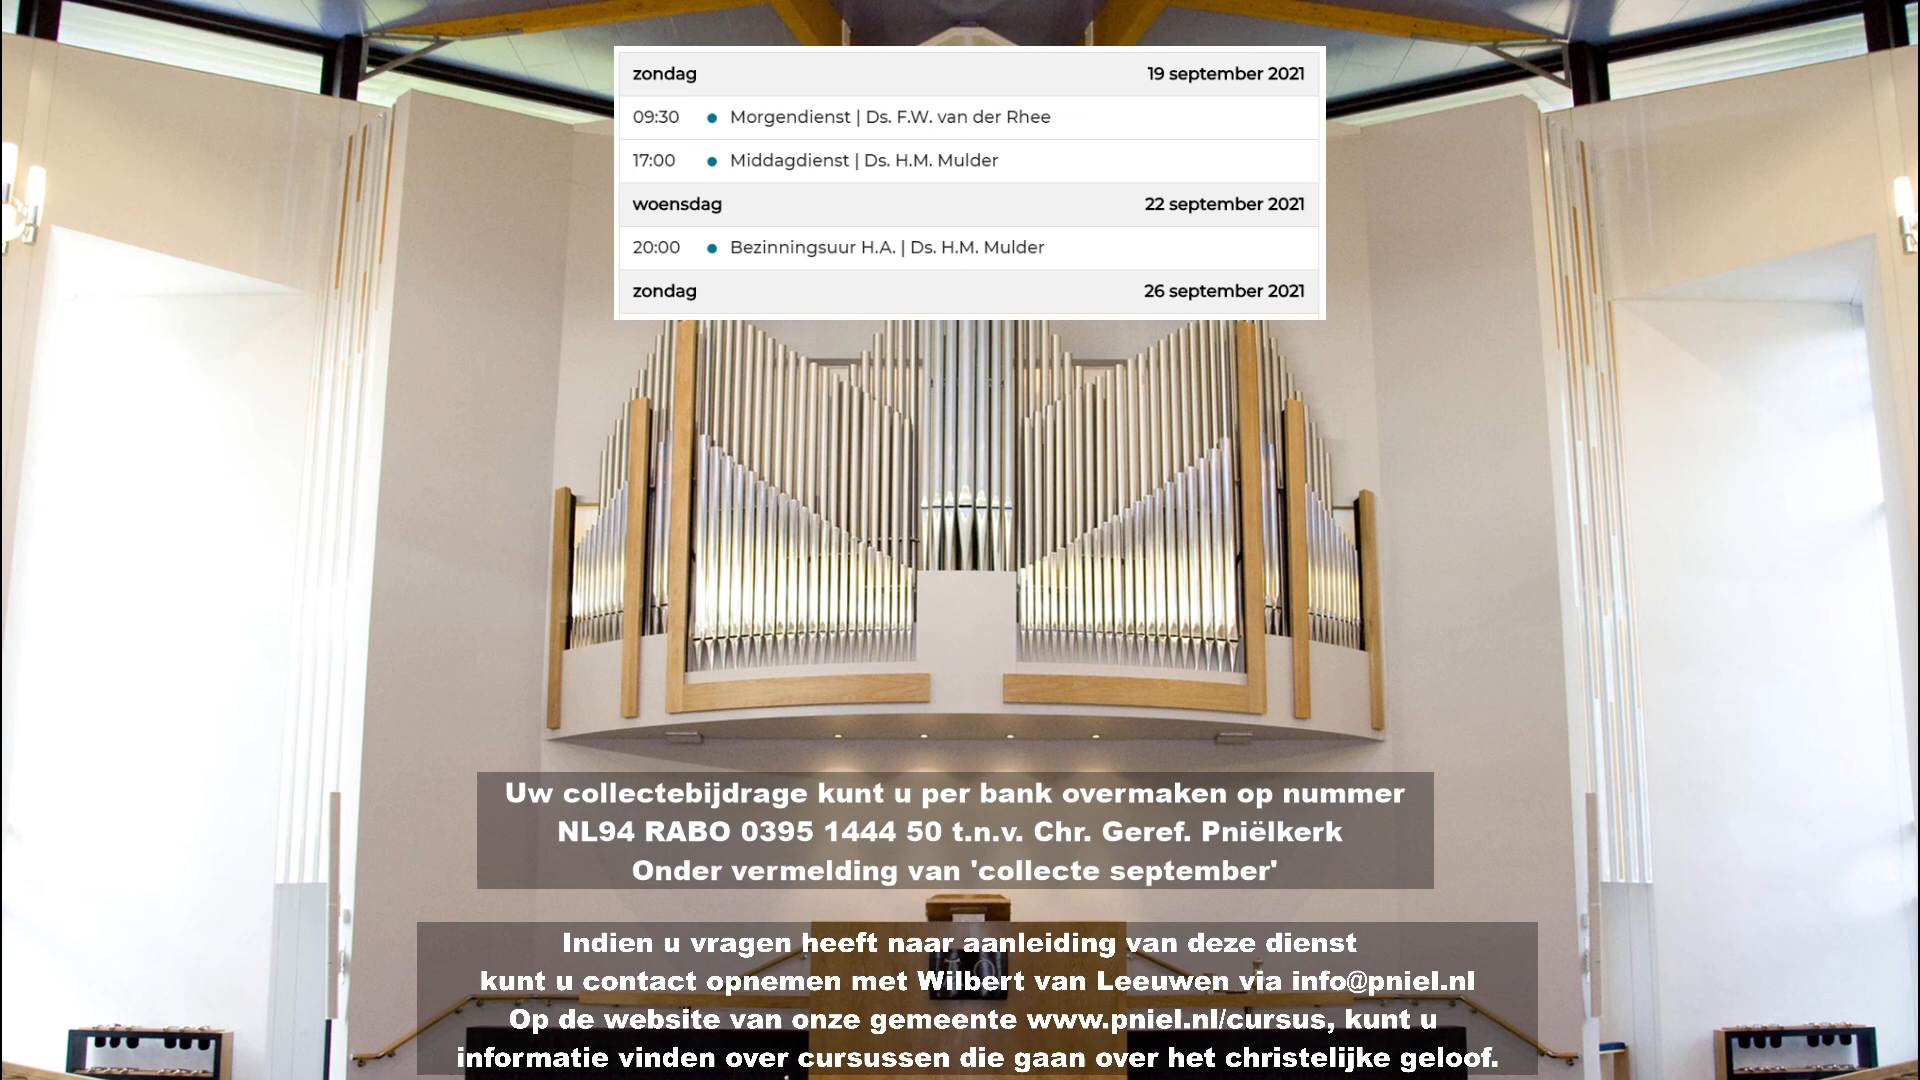 zondag 19 september 2021
09:30 • Morgendienst | Ds. F.W. van der Rhee
17:00 • Middagdienst | Ds. H.M. Mulder
woensdag 22 september 2021
20:00 • Bezinningsuur H.A. | Ds. H.M. Mulder
zondag 26 september 2021
Uw collectebijdrage kunt u per bank overmaken op nummer
NL94 RABO 0395 1444 50 t.n.v. Chr. Geref. Pniëlkerk
Onder vermelding van 'collecte september'
Indien u vragen heeft naar aanleiding van deze dienst
kunt u contact opnemen met Wilbert van Leeuwen via info@pniel.nl
Op de website van onze gemeente www.pniel.nl/cursus, kunt u
informatie vinden over cursussen die gaan over het christelijke geloof.